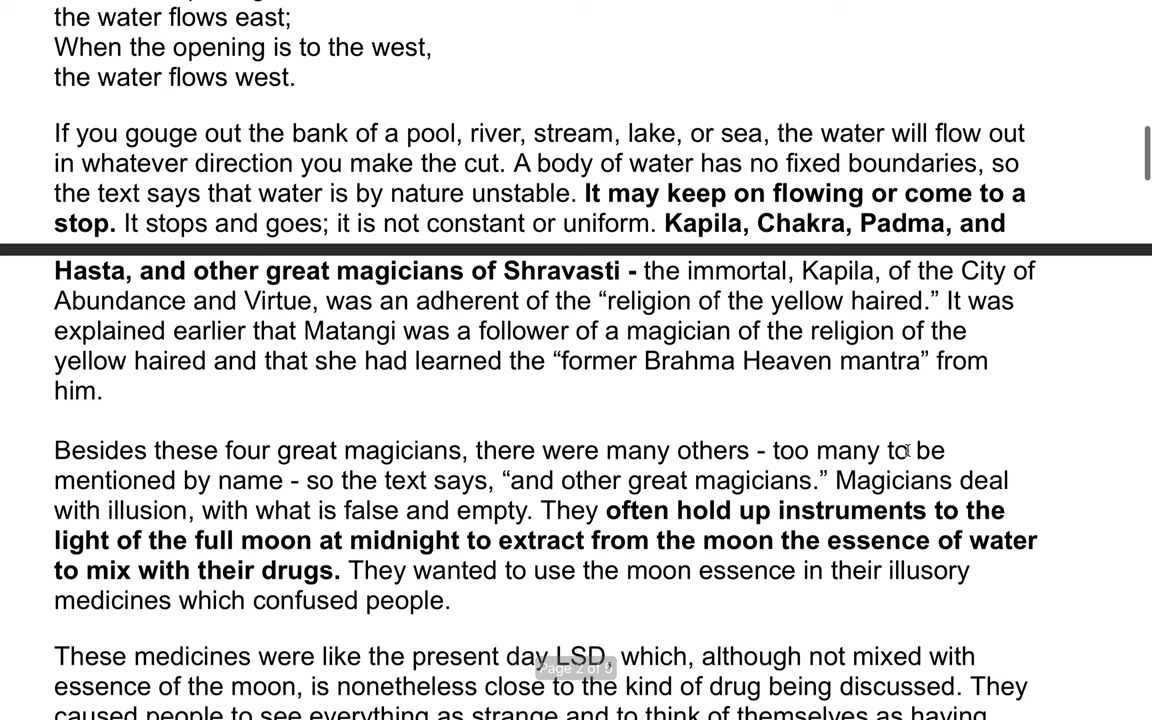 the water flows east;
When the opening is to the west,
the water flows west.
If you gouge out the bank of a pool, river, stream, lake, or sea, the water will flow out
in whatever direction you make the cut. A body of water has no fixed boundaries, so
the text says that water is by nature unstable. It may keep on flowing or come to a
stop. It stops and goes; it is not constant or uniform. Kapila, Chakra, Padma, and
Hasta, and other great magicians of Shravasti - the immortal, Kapila, of the City of
Abundance and Virtue, was an adherent of the “religion of the yellow haired.” It was
explained earlier that Matangi was a follower of a magician of the religion of the
yellow haired and that she had learned the “former Brahma Heaven mantra” from
him.
Besides these four great magicians, there were many others - too many to be
mentioned by name - so the text says, “and other great magicians.” Magicians deal
with illusion, with what is false and empty. They often hold up instruments to the
light of the full moon at midnight to extract from the moon the essence of water
to mix with their drugs. They wanted to use the moon essence in their illusory
medicines which confused people.
These medicines were like the present day LSD, which, although not mixed with
Page 2 of
essence of the moon, is nonetheless close to the kind of drug being discussed. They
caused people to see everything as strange and to think of themselves as having